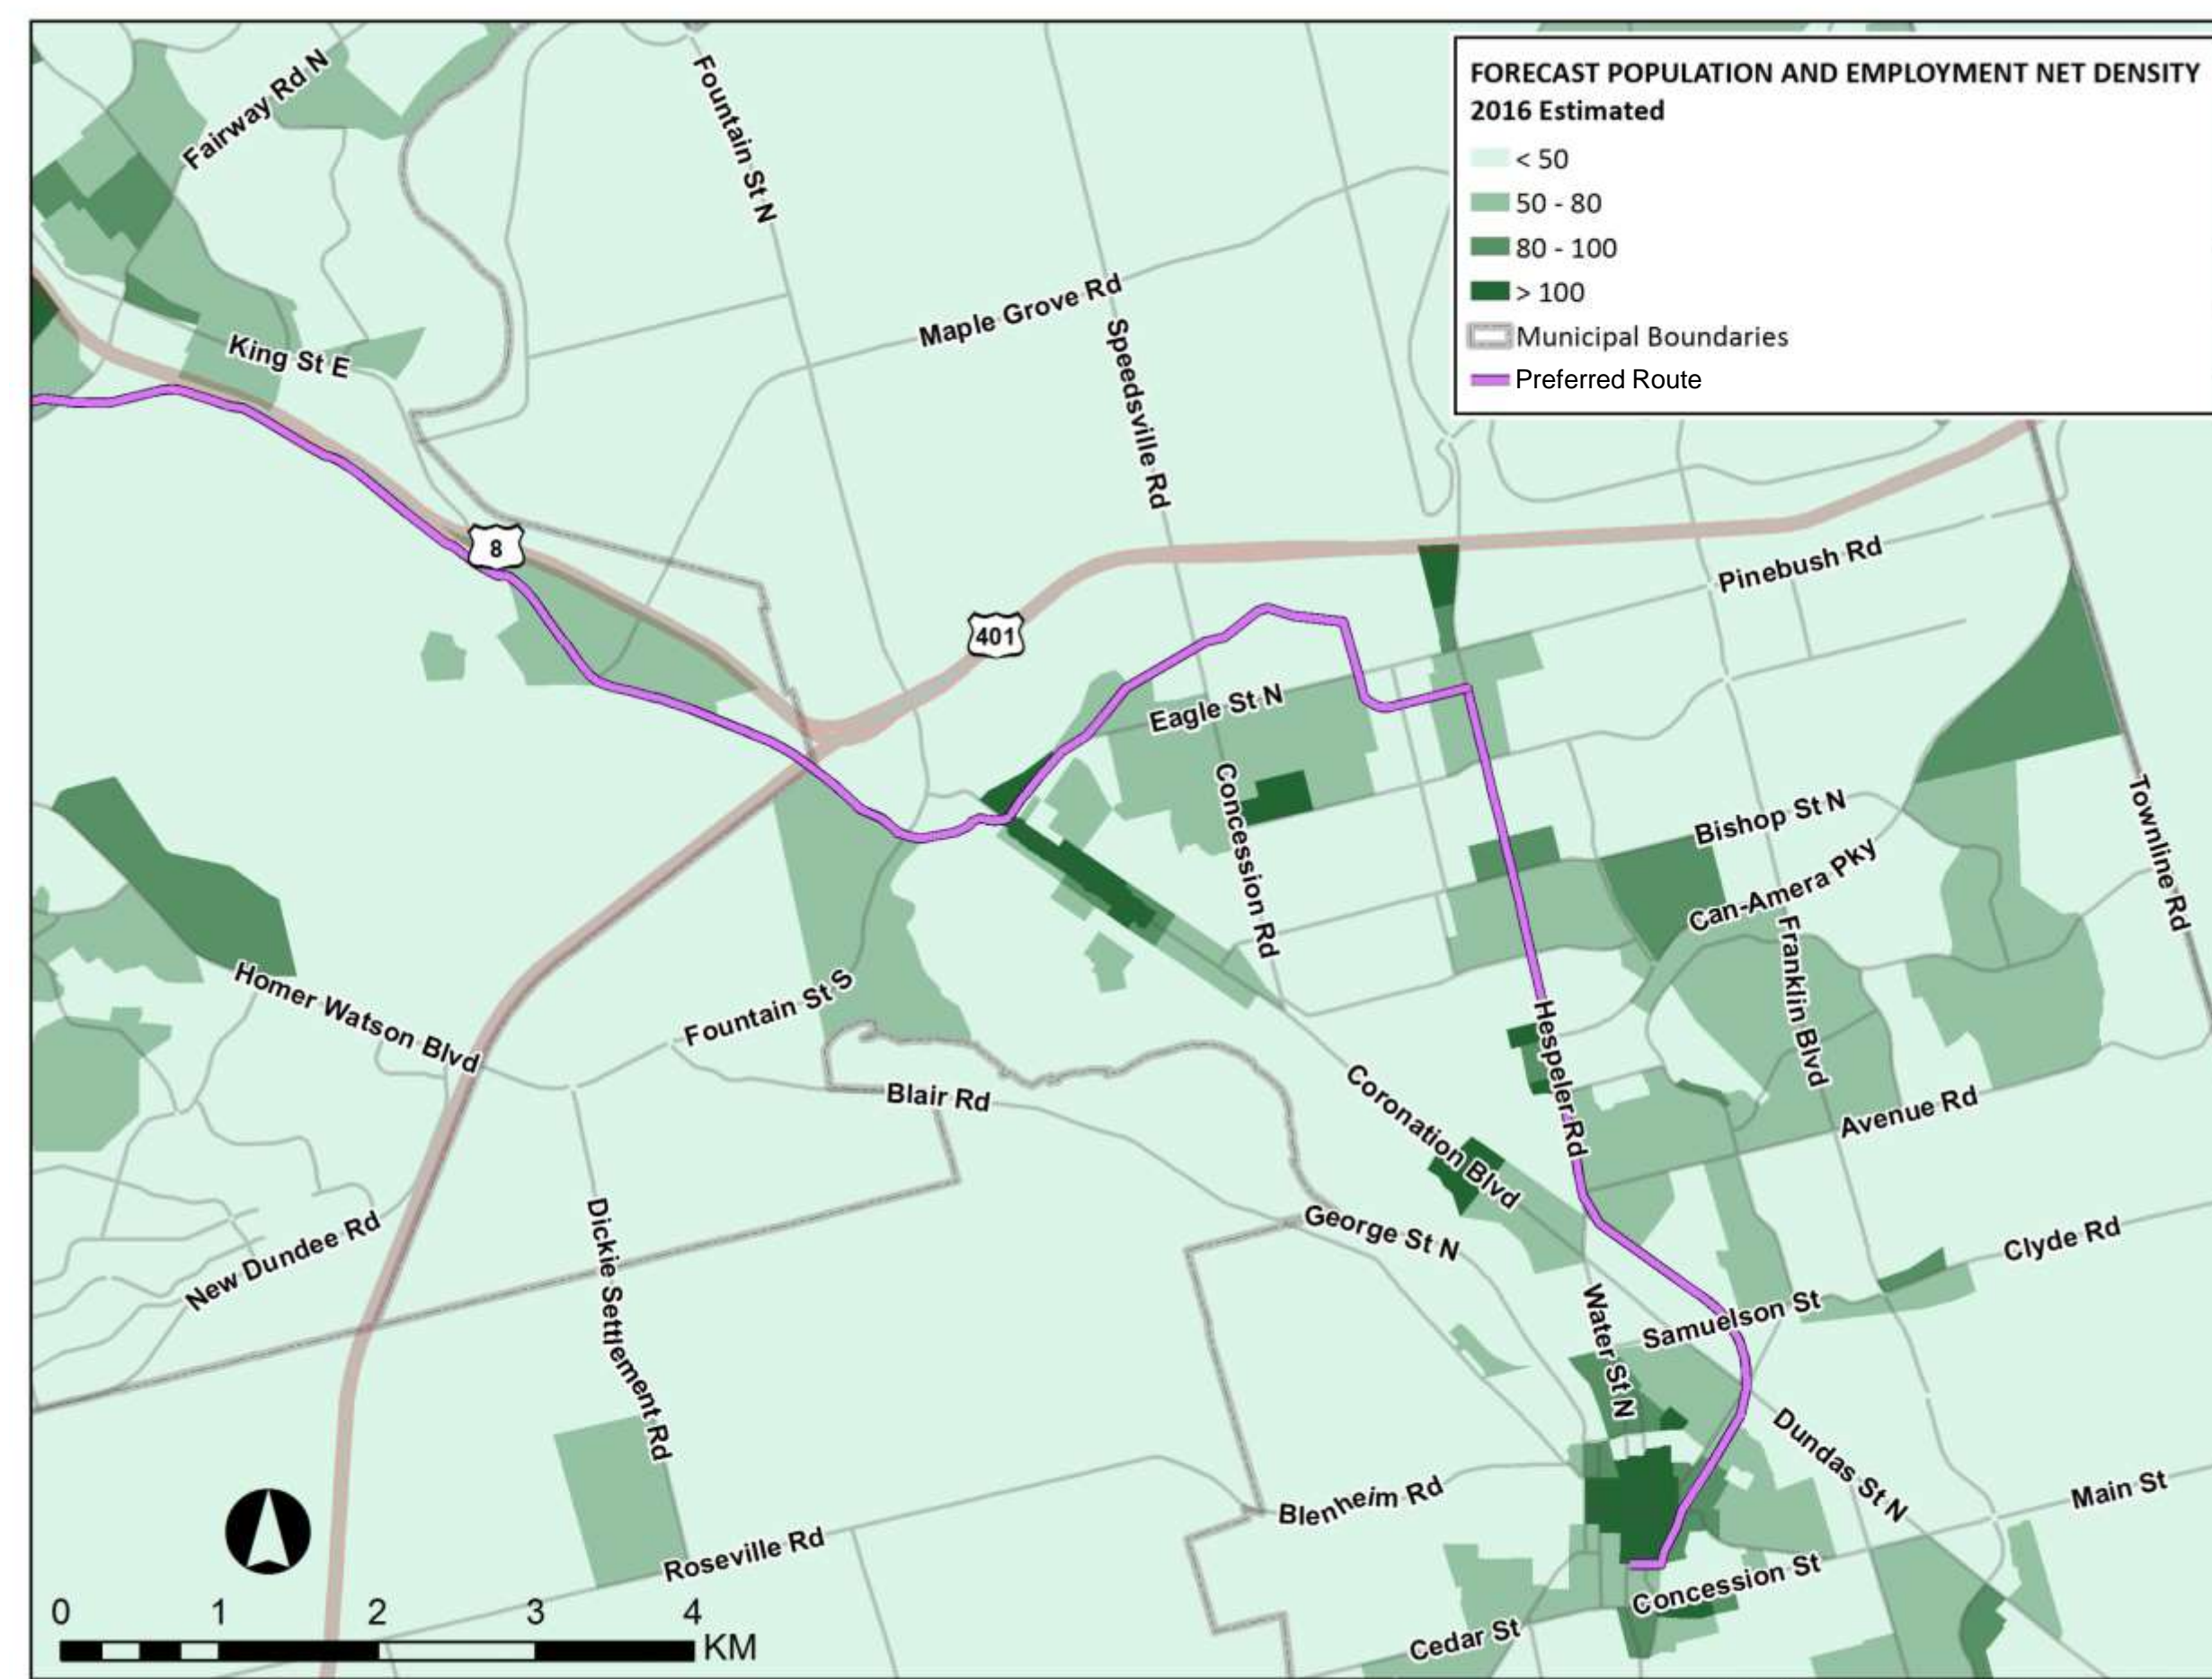 FORECAST POPULATION AND EMPLOYMENT NET DENSITY
2016 Estimated
< 50
50 - 80
80 - 100
> 100
Municipal Boundaries
Preferred Route
Fairway Rd N
Fountain St N
King St E
Maple Grove Rd
Speedsville Rd
8
401
Pinebush Rd
Eagle St N
Concession Rd
Bishop St N
Can-Amera Pky
Townline Rd
Franklin Blvd
Homer Watson Blvd
Fountain St S
Hespeler Rd
Blair Rd
Coronation Blvd
Avenue Rd
New Dundee Rd
Dickie Settlement Rd
George St N
Clyde Rd
Water St N
Samuelson St
Dundas St N
Blenheim Rd
Main St
Roseville Rd
Concession St
Cedar St
0 1 2 3 4
KM